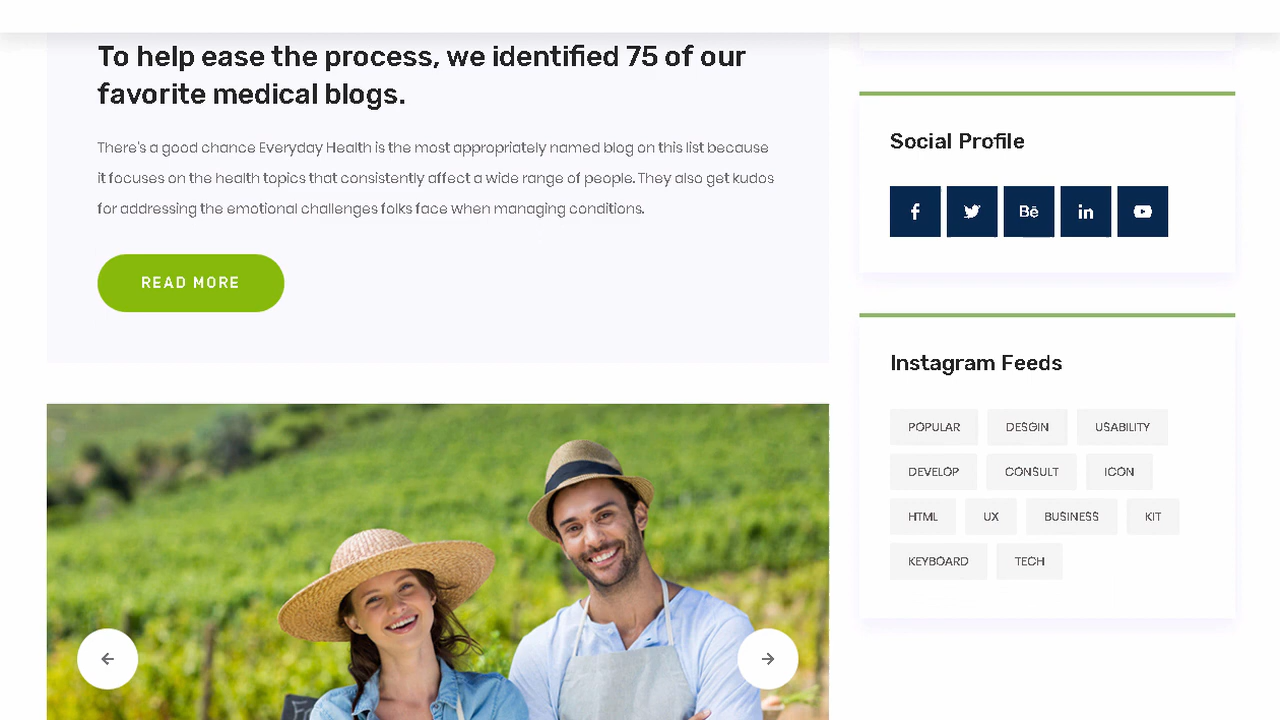 To help ease the process, we identified 75 of our
favorite medical blogs.
There's a good chance Everyday Health is the most appropriately named blog on this list because
it focuses on the health topics that consistently affect a wide range of people. They also get kudos
for addressing the emotional challenges folks face when managing conditions.
READ MORE
Social Profile
Bē
in
Instagram Feeds
POPULAR DESGIN USABILITY
DEVELOP CONSULT ICON
HTML UX BUSINESS KIT
KEYBOARD TECH